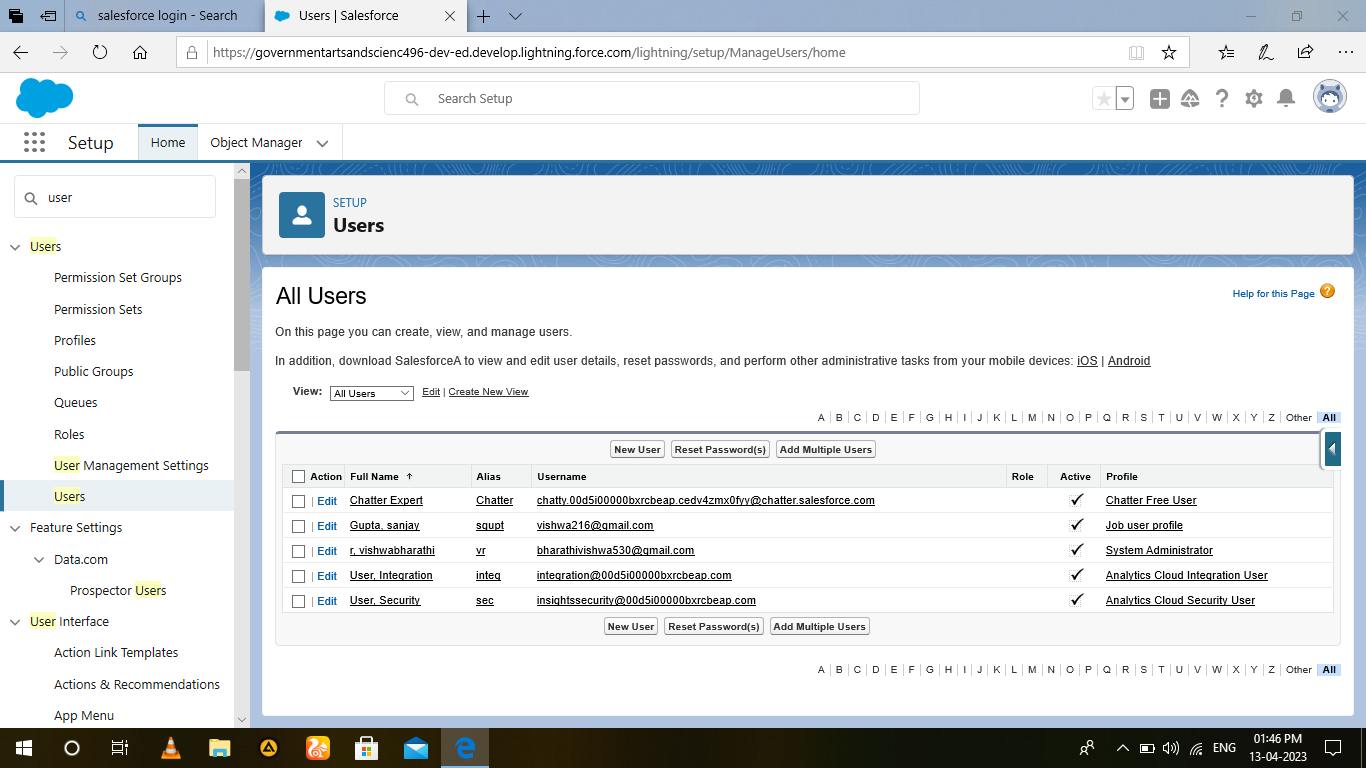 salesforce login - Search
Users | Salesforce
https://governmentartsandscienc496-dev-ed.develop.lightning.force.com/lightning/setup/ManageUsers/home
Search Setup
Setup Home Object Manager
user
Users
Permission Set Groups
Permission Sets
Profiles
Public Groups
Queues
Roles
User Management Settings
Users
Feature Settings
Data.com
Prospector Users
User Interface
Action Link Templates
Actions & Recommendations
App Menu
SETUP
Users
All Users
Help for this Page ?
On this page you can create, view, and manage users.
In addition, download SalesforceA to view and edit user details, reset passwords, and perform other administrative tasks from your mobile devices: iOS | Android
View: All Users Edit | Create New View
A | B | C | D | E | F | G | H | I | J | K | L | M | N | O | P | Q | R | S | T | U | V | W | X | Y | Z | Other | All
New User Reset Password(s) Add Multiple Users
Action Full Name ↑ Alias Username Role Active Profile
| Edit Chatter Expert Chatter chatty.00d5i00000bxrcbeap.cedv4zmx0fyy@chatter.salesforce.com ✓ Chatter Free User
| Edit Gupta, sanjay sgupt vishwa216@gmail.com ✓ Job user profile
| Edit r, vishwabharathi vr bharathivishwa530@gmail.com ✓ System Administrator
| Edit User, Integration integ integration@00d5i00000bxrcbeap.com ✓ Analytics Cloud Integration User
| Edit User, Security sec insightssecurity@00d5i00000bxrcbeap.com ✓ Analytics Cloud Security User
New User Reset Password(s) Add Multiple Users
A | B | C | D | E | F | G | H | I | J | K | L | M | N | O | P | Q | R | S | T | U | V | W | X | Y | Z | Other | All
ENG
01:46 PM
13-04-2023